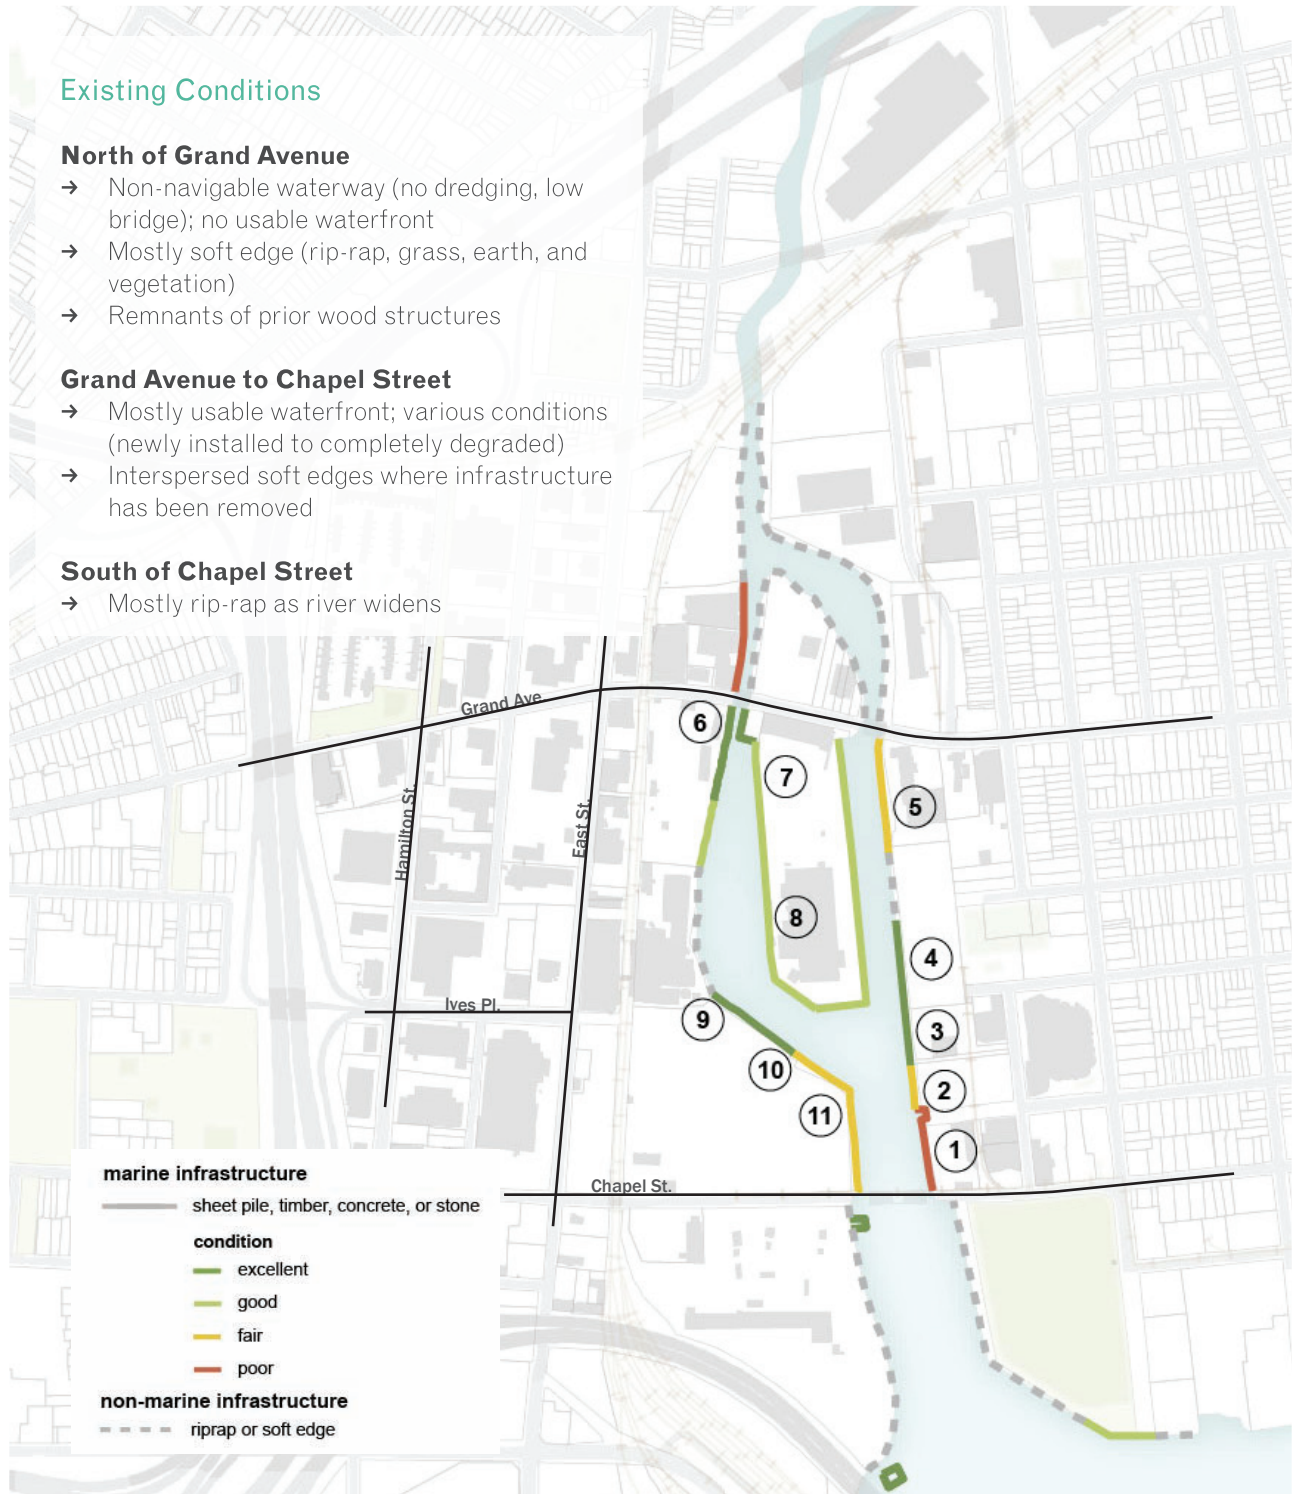 Existing Conditions
North of Grand Avenue
→ Non-navigable waterway (no dredging, low
bridge); no usable waterfront
→ Mostly soft edge (rip-rap, grass, earth, and
vegetation)
→ Remnants of prior wood structures
Grand Avenue to Chapel Street
→ Mostly usable waterfront; various conditions
(newly installed to completely degraded)
→ Interspersed soft edges where infrastructure
has been removed
South of Chapel Street
→ Mostly rip-rap as river widens
Grand Ave
Hamilton St.
East St.
Ives Pl.
Chapel St.
6
7
5
8
4
9
3
10
2
11
1
marine infrastructure
sheet pile, timber, concrete, or stone
condition
excellent
good
fair
poor
non-marine infrastructure
riprap or soft edge